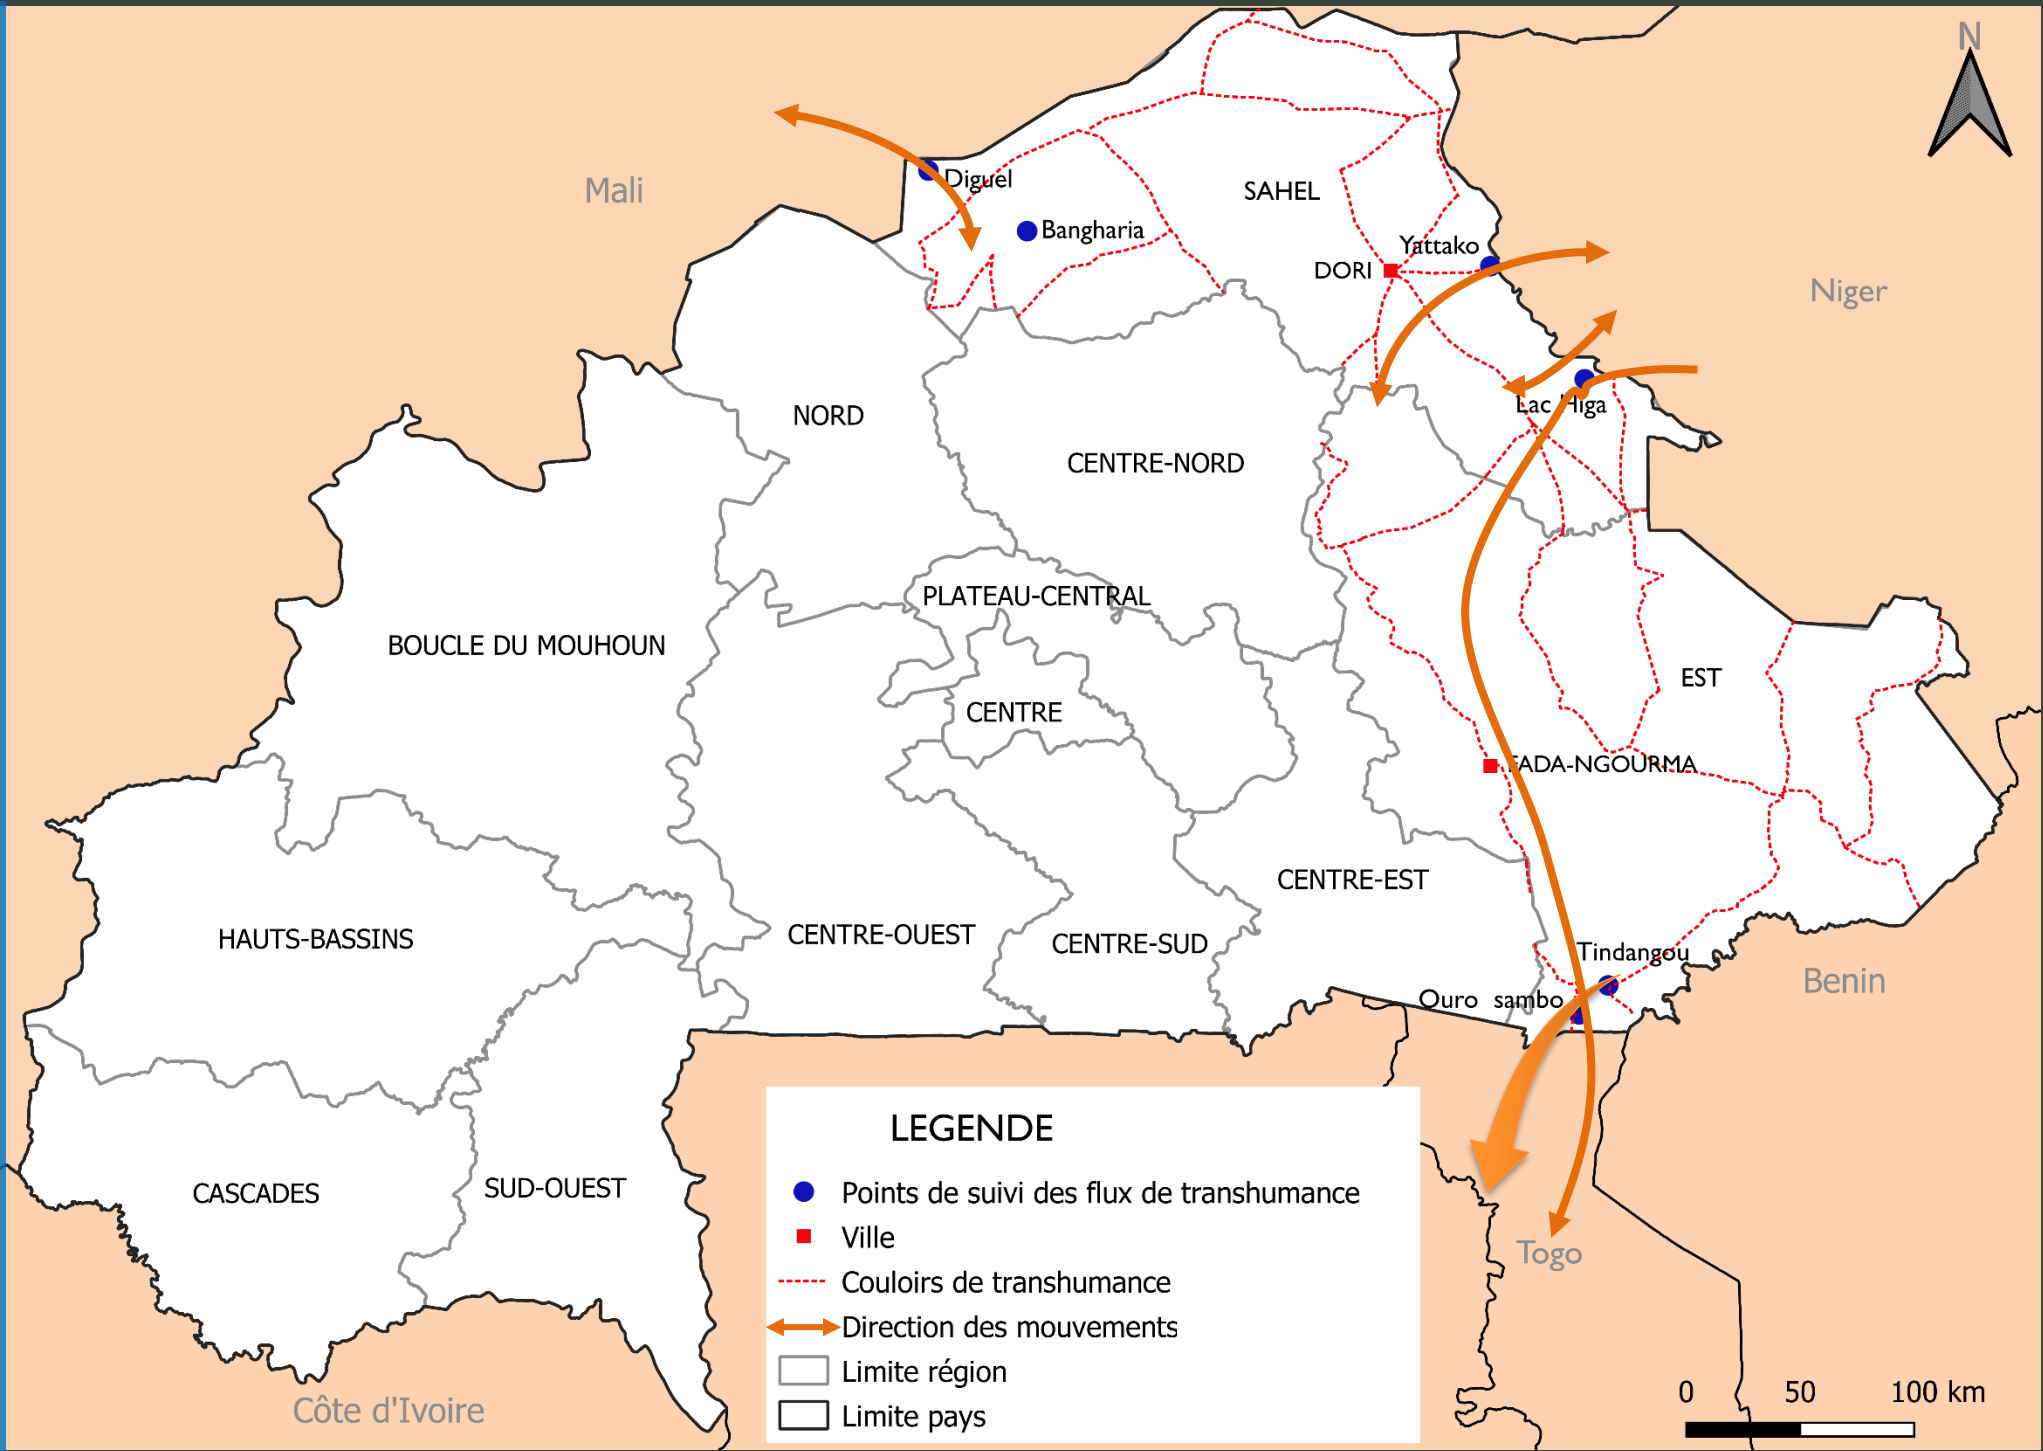 N
Mali
Diguel
Bangharia
SAHEL
Yattako
DORI
Niger
Lac Higa
NORD
CENTRE-NORD
PLATEAU-CENTRAL
BOUCLE DU MOUHOUN
EST
CENTRE
FADA-NGOURMA
CENTRE-EST
HAUTS-BASSINS
CENTRE-OUEST
CENTRE-SUD
Tindangou
Ouro sambo
Benin
LEGENDE
Points de suivi des flux de transhumance
Ville
Couloirs de transhumance
Direction des mouvements
Limite région
Limite pays
CASCADES
SUD-OUEST
Togo
Côte d'Ivoire
0 50 100 km